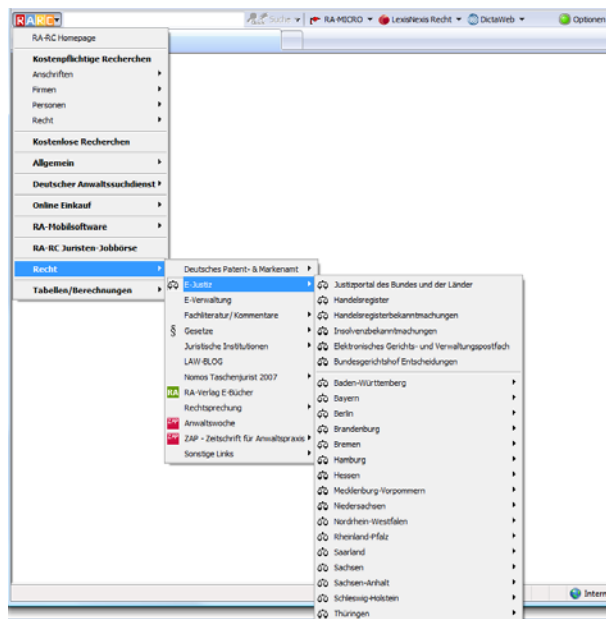 RARC
Suche
RA-MICRO
LexisNexis Recht
DictaWeb
Optionen
RA-RC Homepage
Kostenpflichtige Recherchen
Anschriften
Firmen
Personen
Recht
Kostenlose Recherchen
Allgemein
Deutscher Anwaltssuchdienst
Online Einkauf
RA-Mobilsoftware
RA-RC Juristen-Jobbörse
Recht
Tabellen/Berechnungen
Deutsches Patent- & Markenamt
E-Justiz
E-Verwaltung
Fachliteratur/ Kommentare
§ Gesetze
Juristische Institutionen
LAW-BLOG
Nomos Taschenjurist 2007
RA RA-Verlag E-Bücher
Rechtsprechung
ZAP Anwaltswoche
ZAP ZAP - Zeitschrift für Anwaltspraxis
Sonstige Links
Justizportal des Bundes und der Länder
Handelsregister
Handelsregisterbekanntmachungen
Insolvenzbekanntmachungen
Elektronisches Gerichts- und Verwaltungspostfach
Bundesgerichtshof Entscheidungen
Baden-Württemberg
Bayern
Berlin
Brandenburg
Bremen
Hamburg
Hessen
Mecklenburg-Vorpommern
Niedersachsen
Nordrhein-Westfalen
Rheinland-Pfalz
Saarland
Sachsen
Sachsen-Anhalt
Schleswig-Holstein
Thüringen
Intern